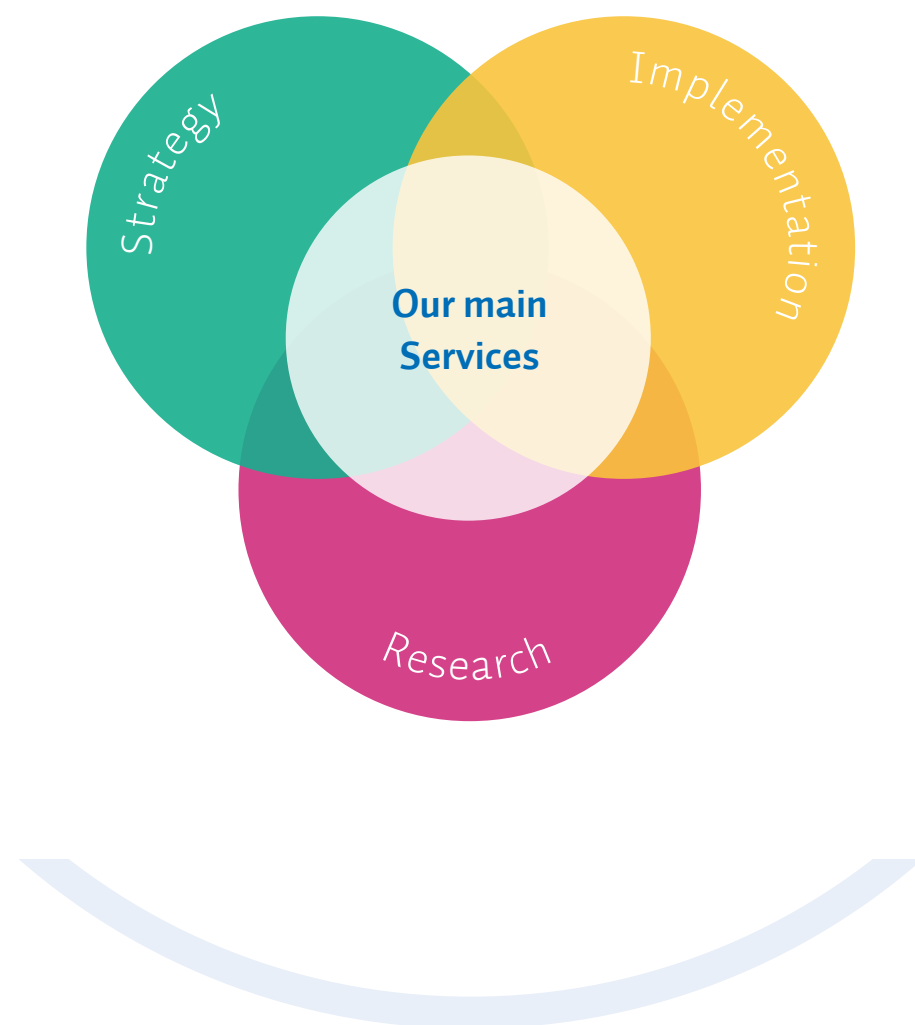 Strategy
Implementation
Our main
Services
Research